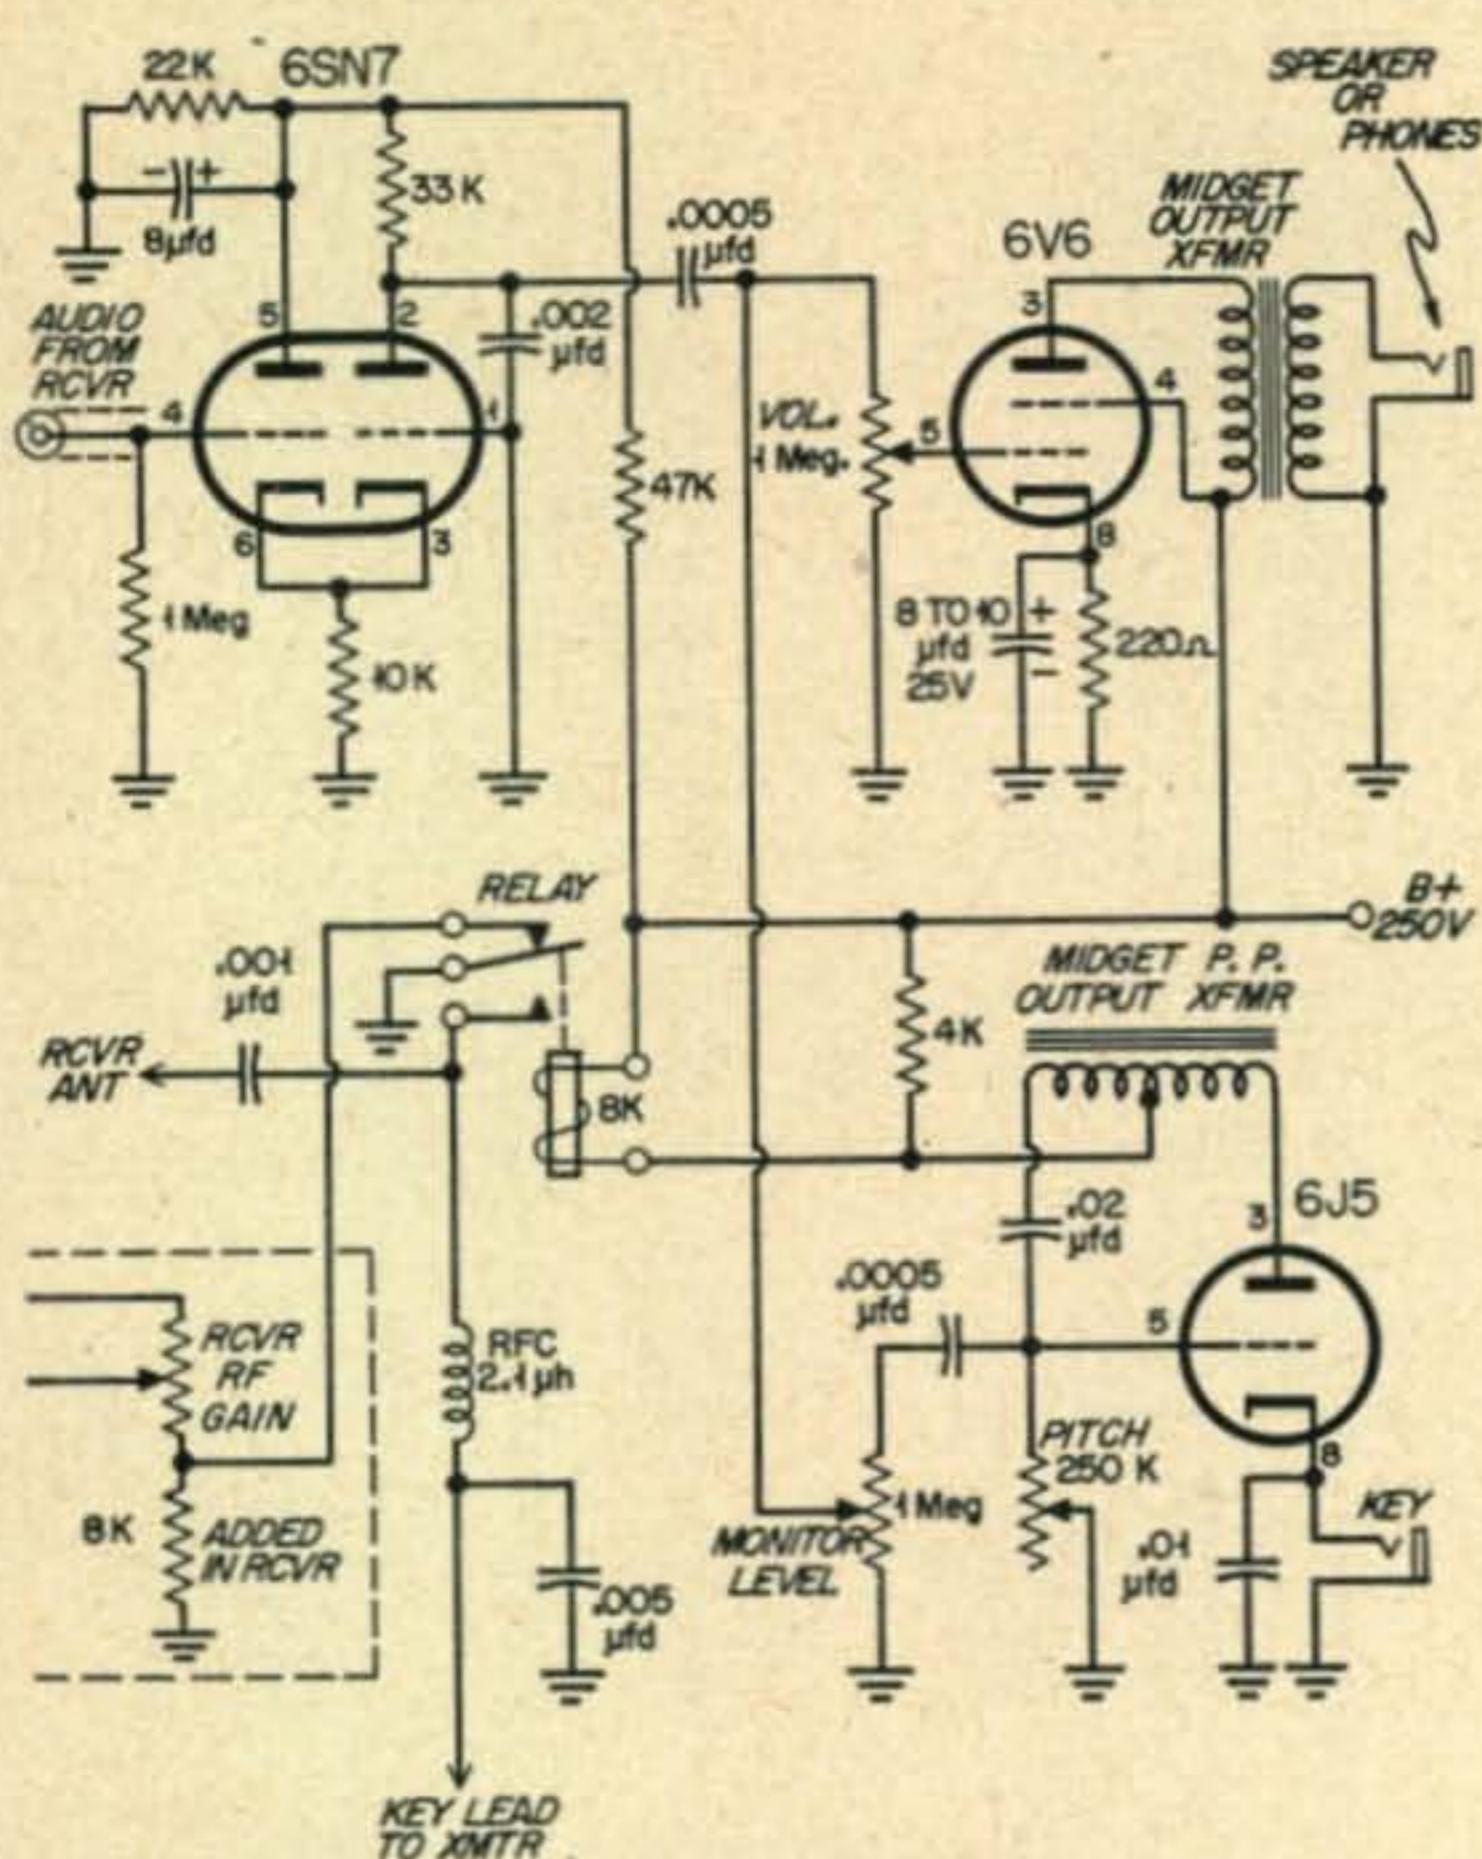 22K
6SN7
SPEAKER
OR
PHONES
- +
8µfd
33K
.0005
µfd
6V6
MIDGET
OUTPUT
XFMR
AUDIO
FROM
RCVR
5
2
.002
µfd
3
4
1
VOL.
1 Meg.
5
4
47K
6
3
8
1 Meg
10K
8 TO 10
µfd
25V
+
-
220Ω
RELAY
B+
250V
.001
µfd
MIDGET P. P.
OUTPUT XFMR
RCVR
ANT
4K
8K
.02
µfd
3
6J5
.0005
µfd
5
RCVR
RF
GAIN
RFC
2.1µh
PITCH
250 K
8
8K
ADDED
IN RCVR
1 Meg
MONITOR
LEVEL
.01
µfd
KEY
.005
µfd
KEY LEAD
TO XMTR